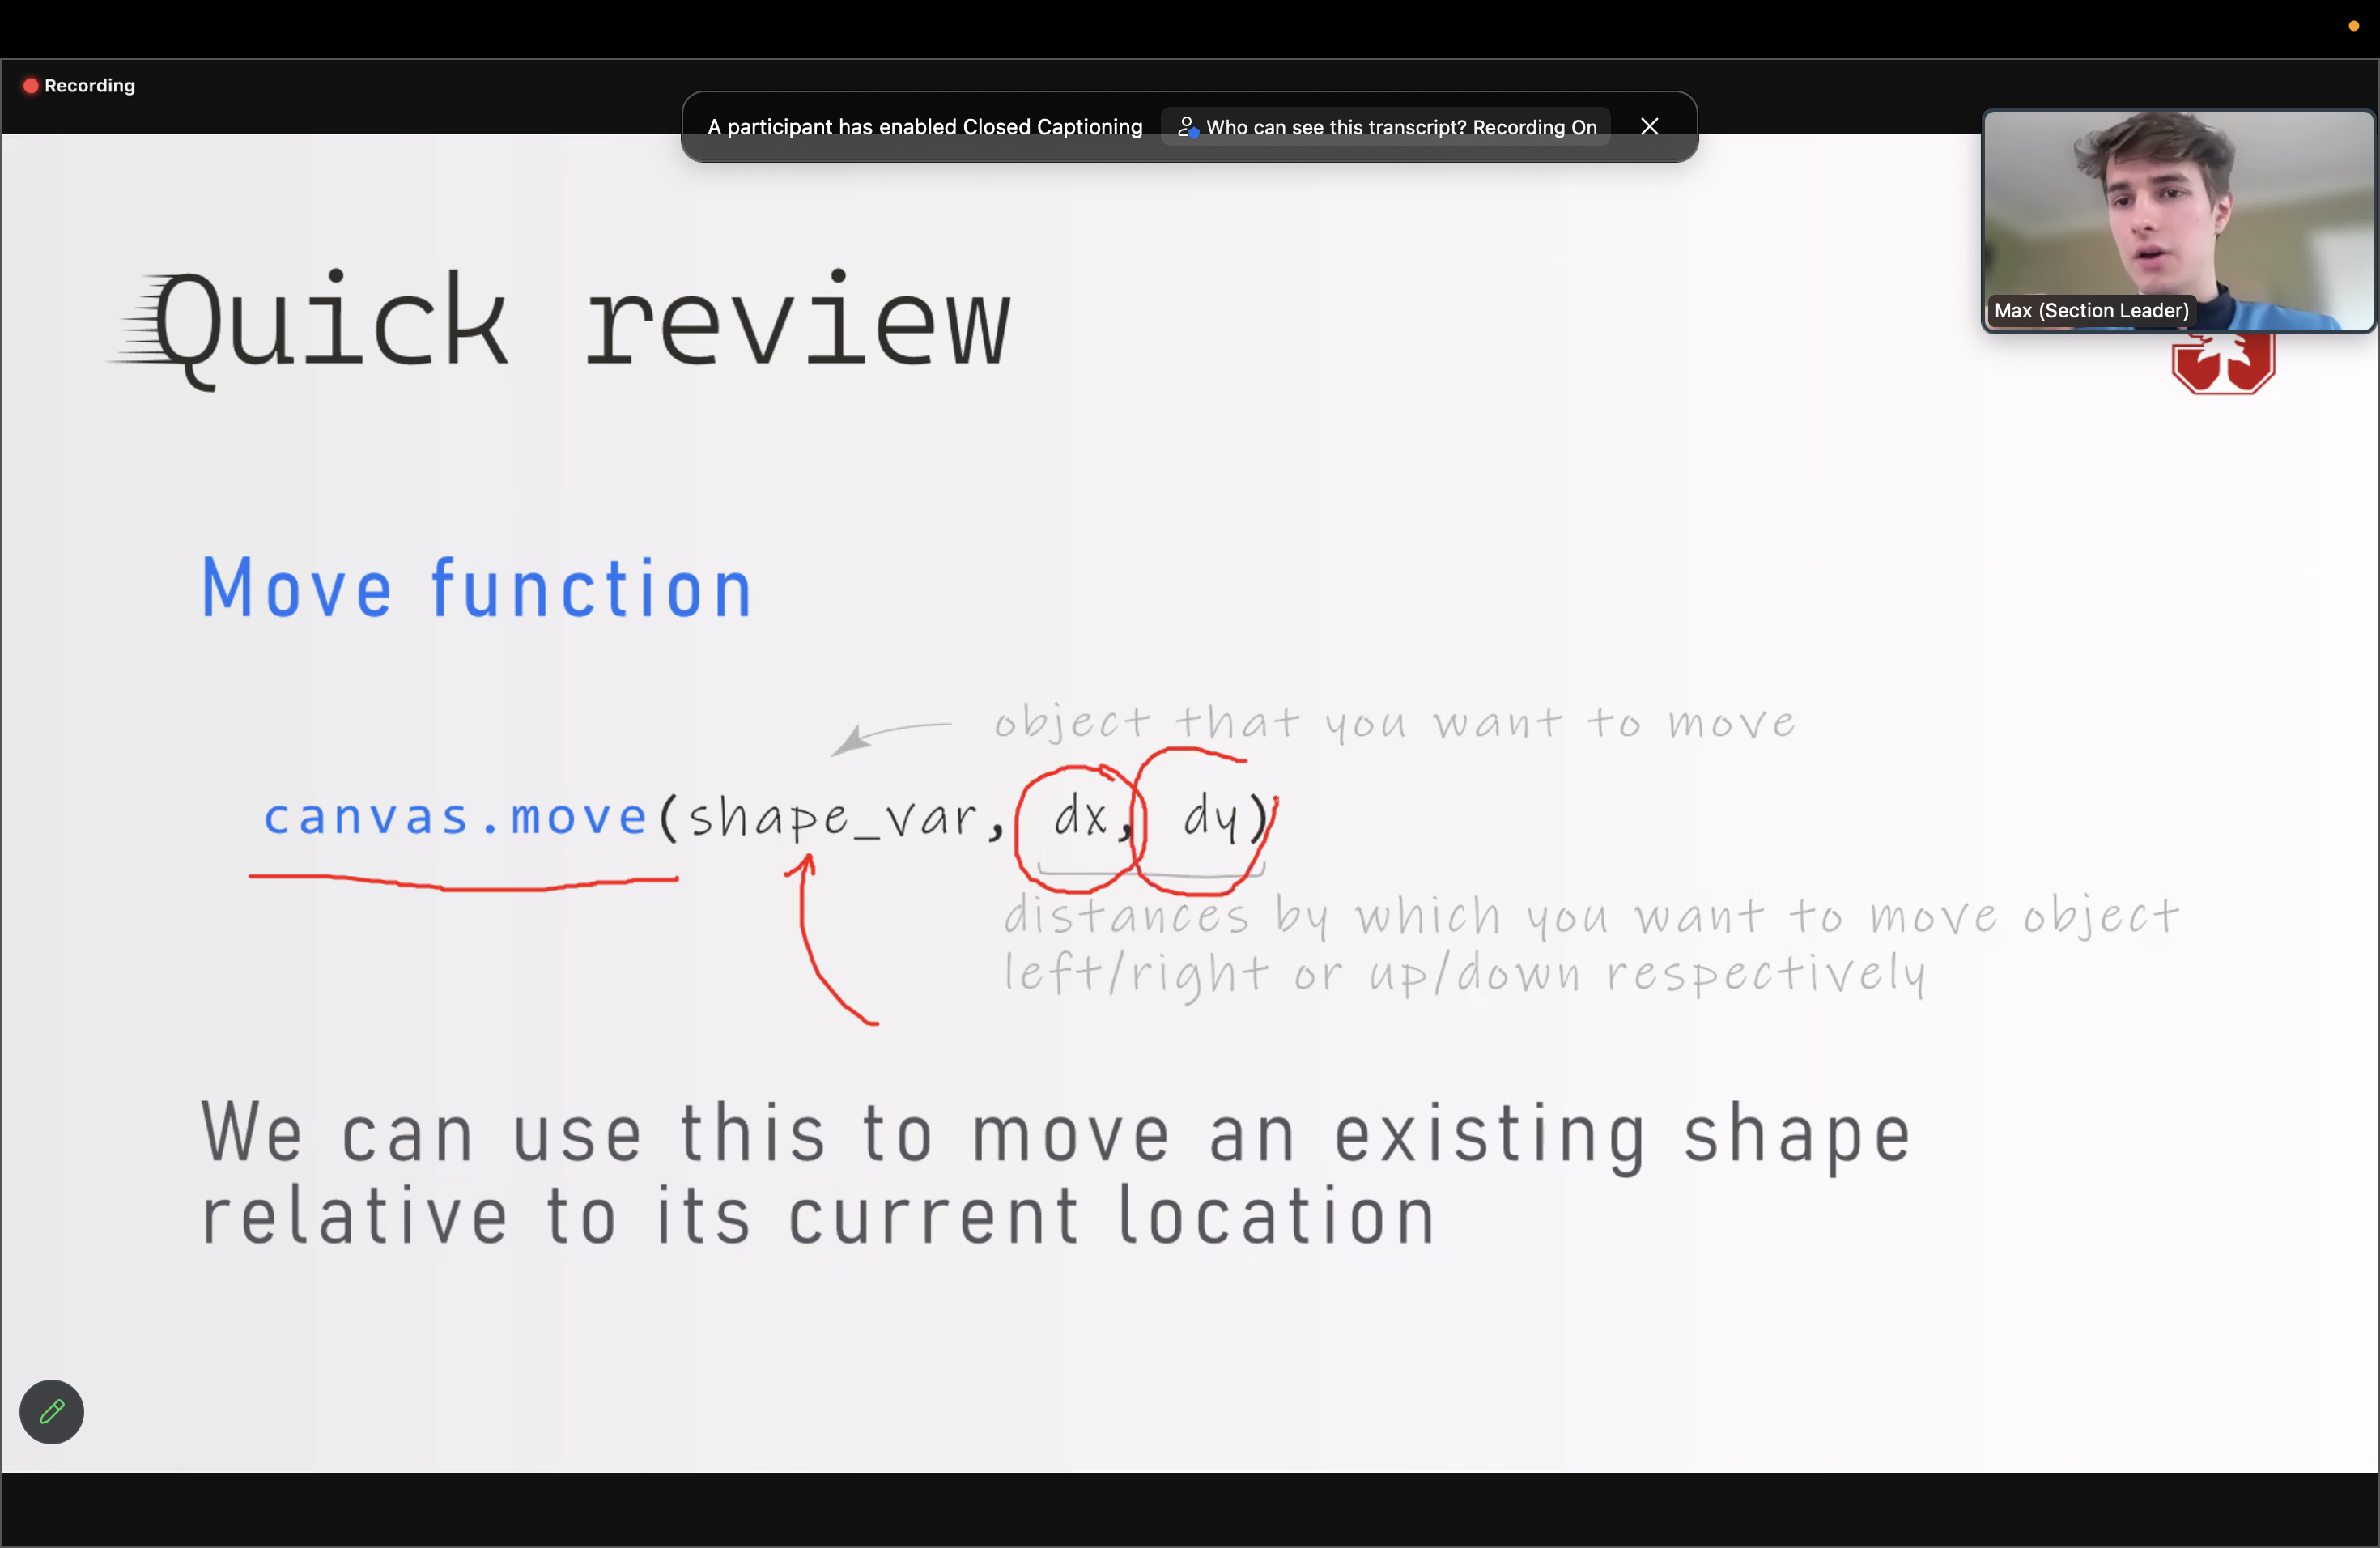 Recording
A participant has enabled Closed Captioning Who can see this transcript? Recording On
Max (Section Leader)
Quick review
Move function
object that you want to move
canvas.move(shape_var, dx, dy)
distances by which you want to move object
left/right or up/down respectively
We can use this to move an existing shape
relative to its current location